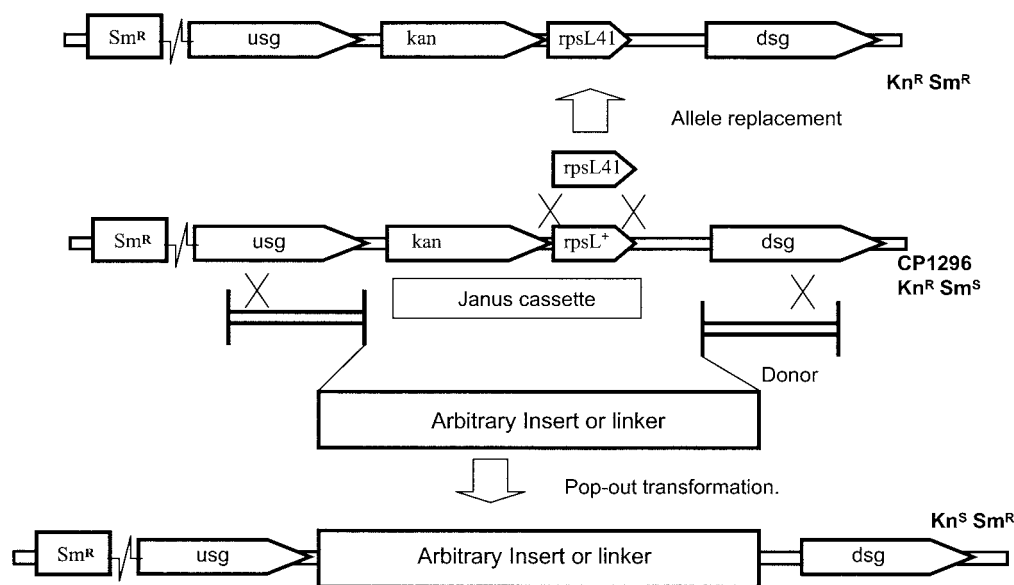 Smᴿ usg kan rpsL41 dsg
Knᴿ Smᴿ
Allele replacement
rpsL41
Smᴿ usg kan rpsL⁺ dsg
CP1296
Knᴿ Smˢ
Janus cassette
Donor
Arbitrary Insert or linker
Pop-out transformation.
Knˢ Smᴿ
Smᴿ usg Arbitrary Insert or linker dsg